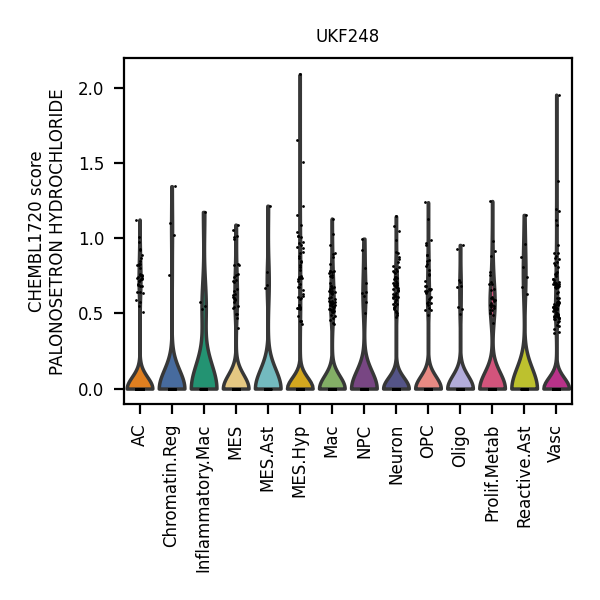 UKF248
CHEMBL1720 score
PALONOSETRON HYDROCHLORIDE
2.0
1.5
1.0
0.5
0.0
AC
Chromatin.Reg
Inflammatory.Mac
MES
MES.Ast
MES.Hyp
Mac
NPC
Neuron
OPC
Oligo
Prolif.Metab
Reactive.Ast
Vasc